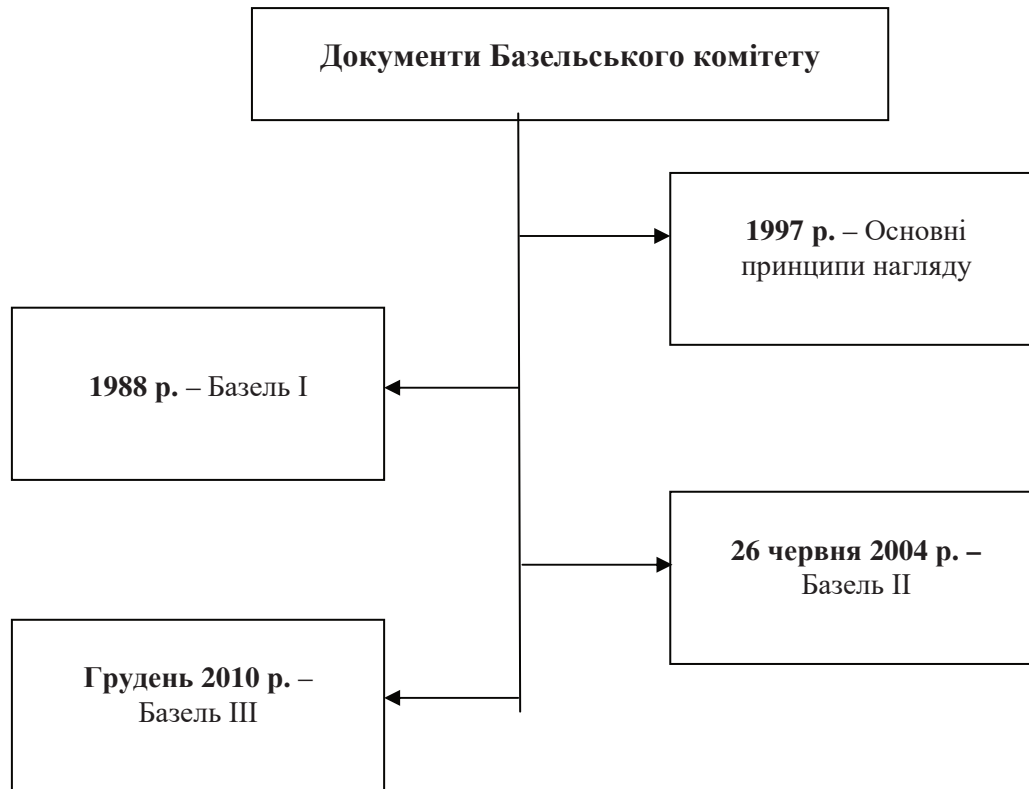 Документи Базельського комітету
1997 р. – Основні
принципи нагляду
1988 р. – Базель I
26 червня 2004 р. –
Базель II
Грудень 2010 р. –
Базель III